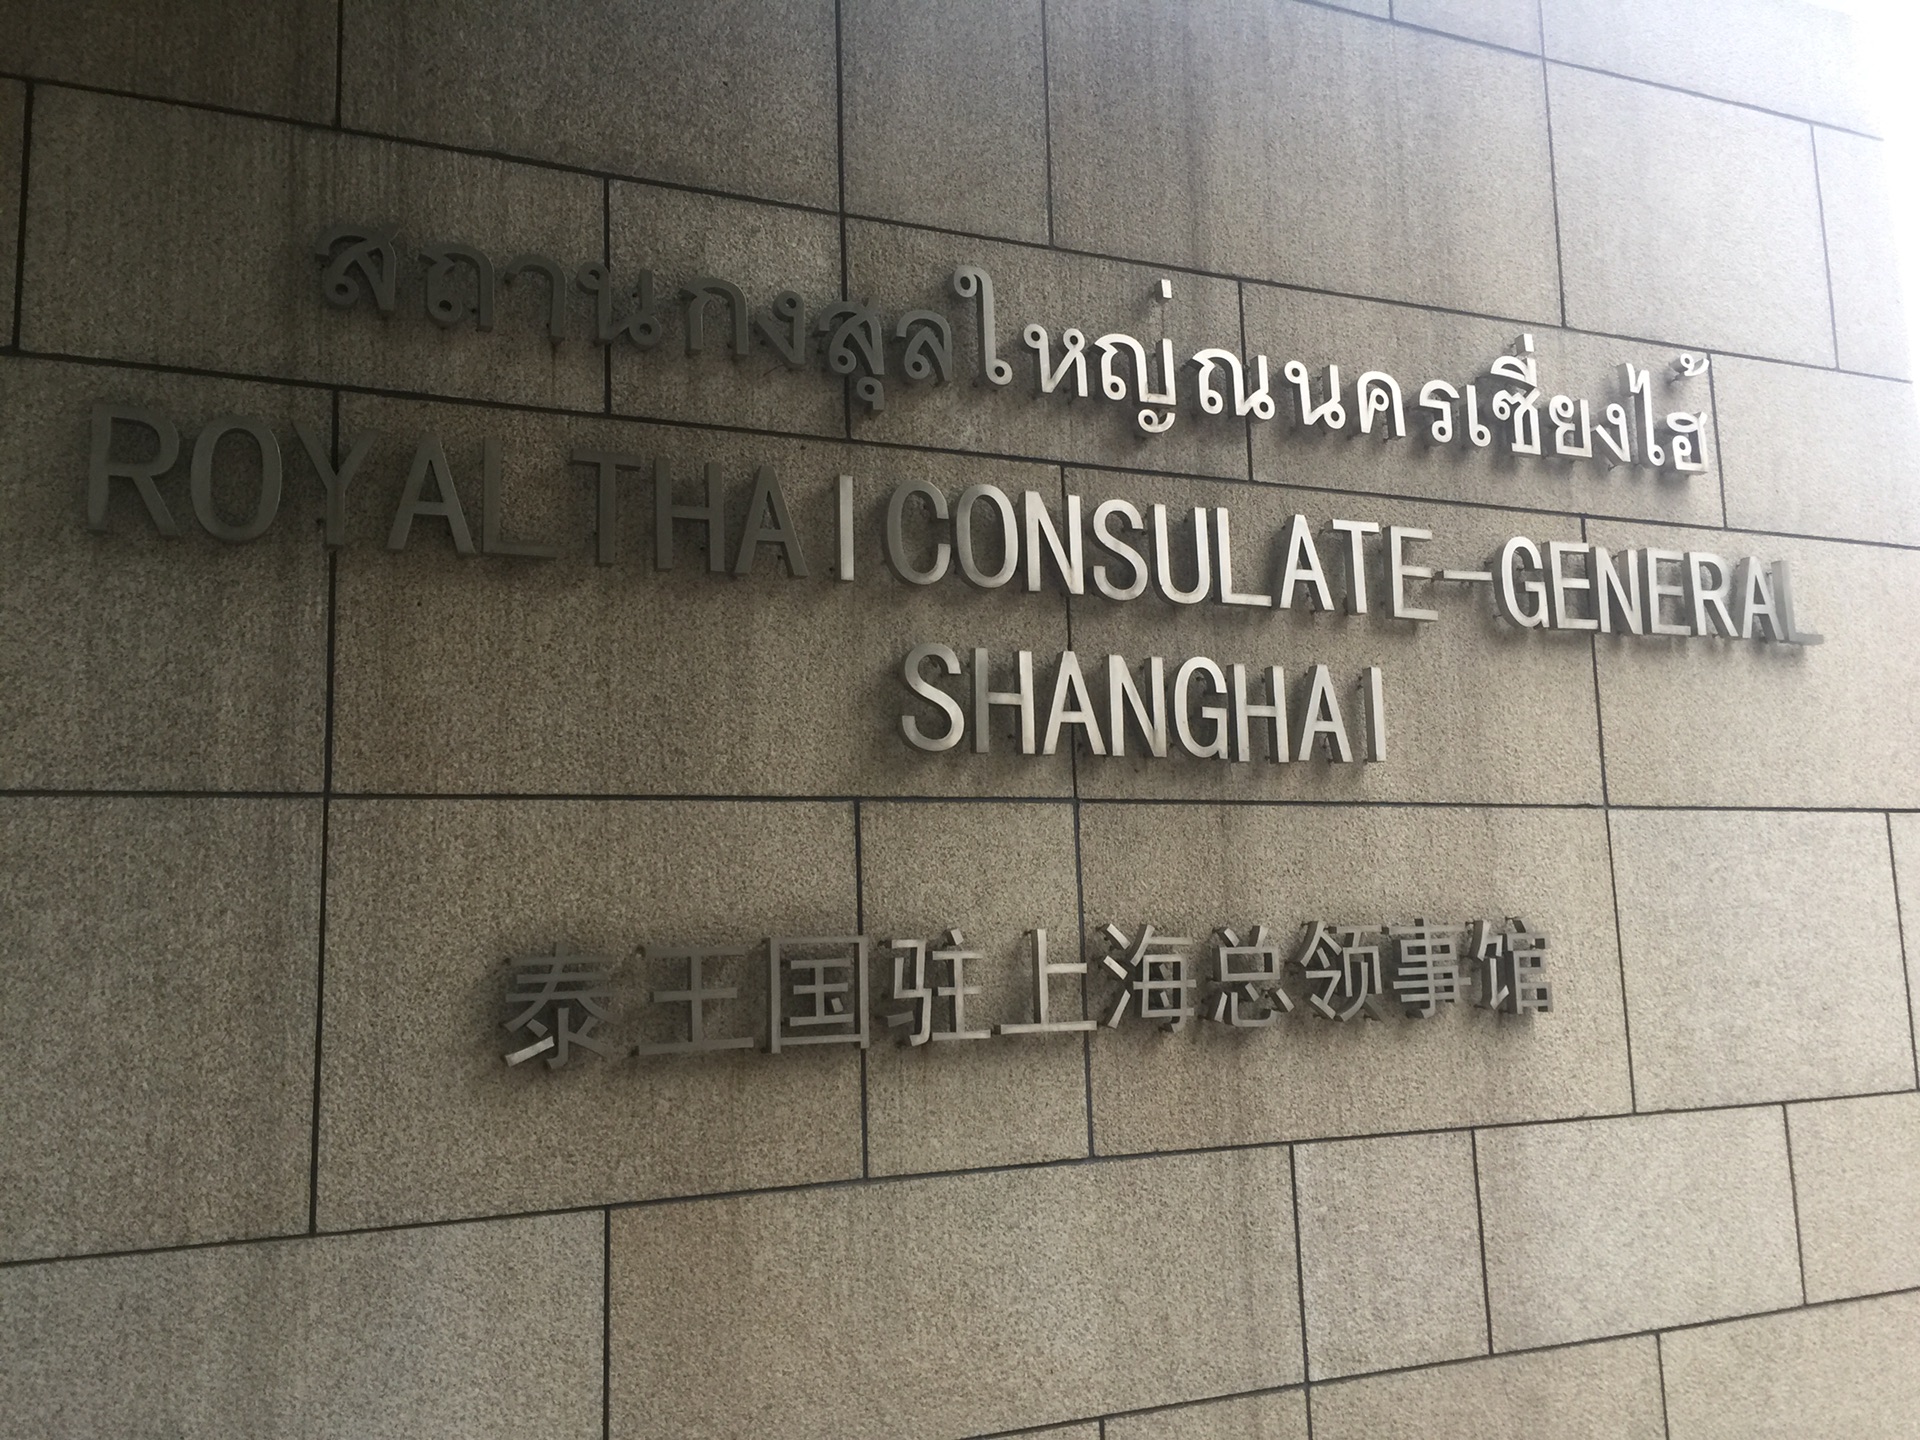 สถานกงสุลใหญ่ ณ นครเซี่ยงไฮ้
ROYAL THAI CONSULATE-GENERAL
SHANGHAI
泰王国驻上海总领事馆